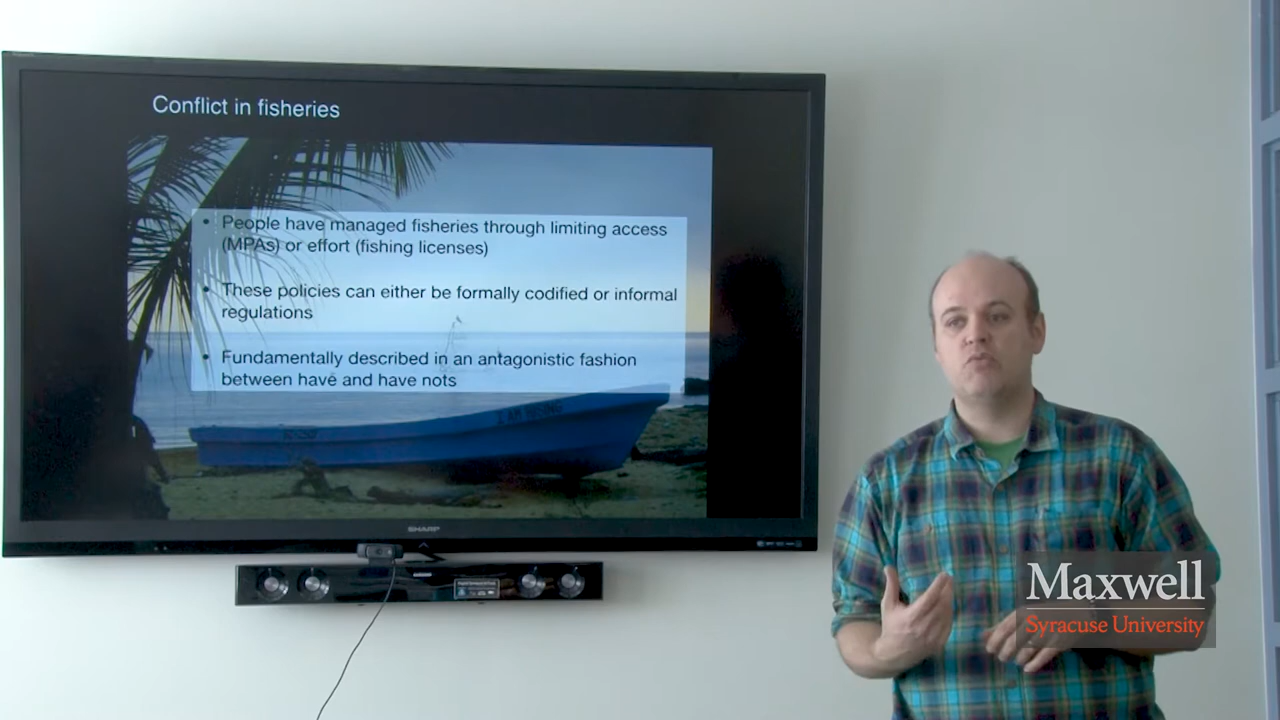 Conflict in fisheries
• People have managed fisheries through limiting access
(MPAs) or effort (fishing licenses)
• These policies can either be formally codified or informal
regulations
• Fundamentally described in an antagonistic fashion
between have and have nots
SHARP
Maxwell
Syracuse University